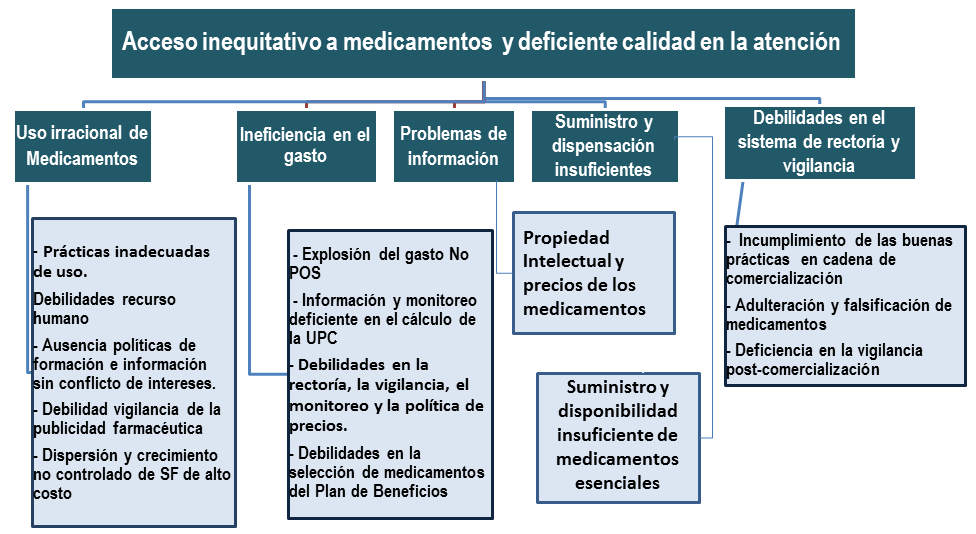 Acceso inequitativo a medicamentos y deficiente calidad en la atención
Uso irracional de
Medicamentos
- Prácticas inadecuadas
de uso.
Debilidades recurso
humano
- Ausencia políticas de
formación e información
sin conflicto de intereses.
- Debilidad vigilancia de la
publicidad farmacéutica
- Dispersión y crecimiento
no controlado de SF de alto
costo
Ineficiencia en el
gasto
- Explosión del gasto No
POS
- Información y monitoreo
deficiente en el cálculo de
la UPC
- Debilidades en la
rectoría, la vigilancia, el
monitoreo y la política de
precios.
- Debilidades en la
selección de medicamentos
del Plan de Beneficios
Problemas de
información
Propiedad
Intelectual y
precios de los
medicamentos
Suministro y
dispensación
insuficientes
Suministro y
disponibilidad
insuficiente de
medicamentos
esenciales
Debilidades en el
sistema de rectoría y
vigilancia
- Incumplimiento de las buenas
prácticas en cadena de
comercialización
- Adulteración y falsificación de
medicamentos
- Deficiencia en la vigilancia
post-comercialización